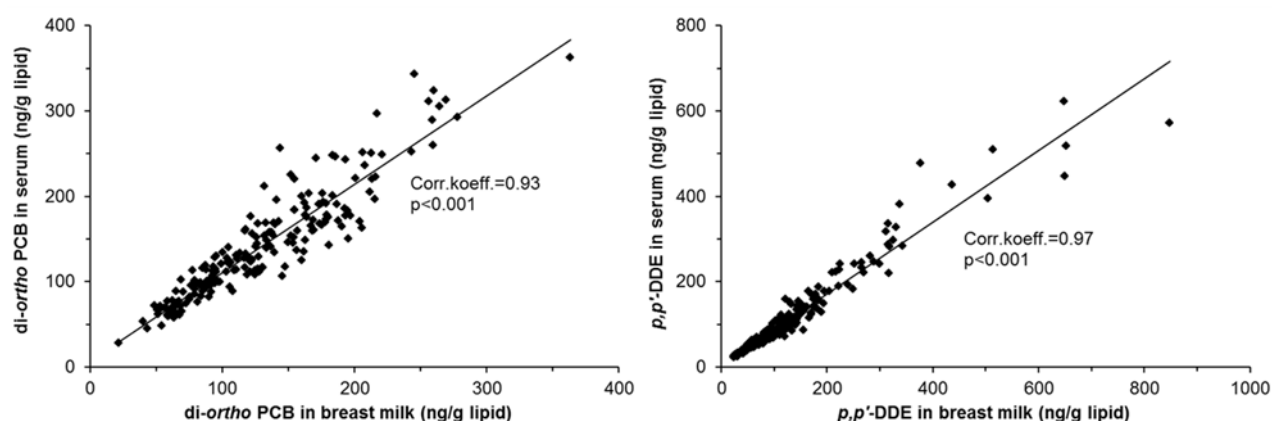 400
300
200
100
0
di-ortho PCB in serum (ng/g lipid)
Corr.koeff.=0.93
p<0.001
0 100 200 300 400
di-ortho PCB in breast milk (ng/g lipid)
800
600
400
200
0
p,p'-DDE in serum (ng/g lipid)
Corr.koeff.=0.97
p<0.001
0 200 400 600 800 1000
p,p'-DDE in breast milk (ng/g lipid)